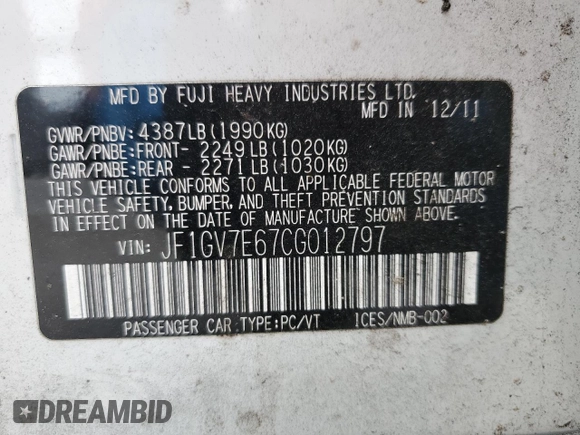 MFD BY FUJI HEAVY INDUSTRIES LTD.
MFD IN 12/11
GVWR/PNBV: 4387LB(1990KG)
GAWR/PNBE:FRONT- 2249LB(1020KG)
GAWR/PNBE:REAR - 2271LB(1030KG)
THIS VEHICLE CONFORMS TO ALL APPLICABLE FEDERAL MOTOR
VEHICLE SAFETY, BUMPER, AND THEFT PREVENTION STANDARDS
IN EFFECT ON THE DATE OF MANUFACTURE SHOWN ABOVE.
VIN: JF1GV7E67CG012797
PASSENGER CAR:TYPE:PC/VT ICES/NMB-002
DREAMBID